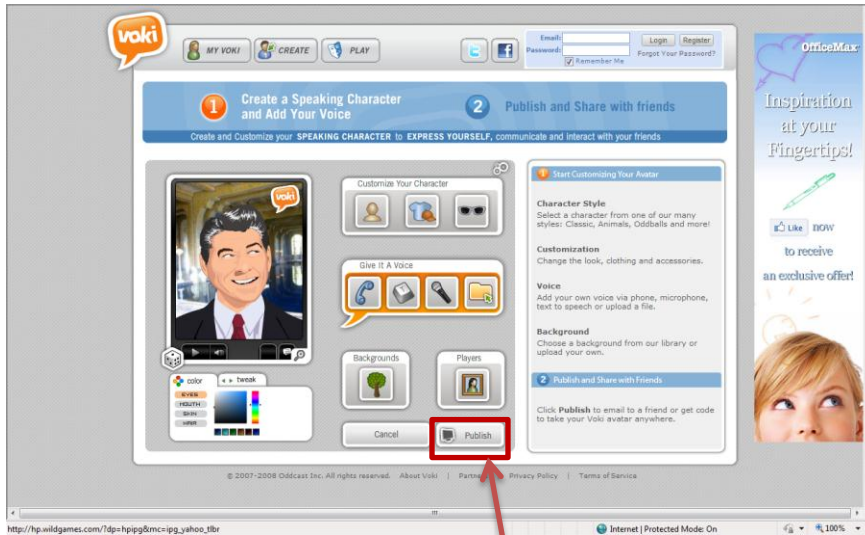 voki
MY VOKI
CREATE
PLAY
Email:
Password:
Login
Register
Forgot Your Password?
Remember Me
1
Create a Speaking Character
and Add Your Voice
2
Publish and Share with friends
Create and Customize your SPEAKING CHARACTER to EXPRESS YOURSELF, communicate and interact with your friends
voki
Customize Your Character
Give It A Voice
Backgrounds
Players
color
tweak
EYES
MOUTH
SKIN
HAIR
Cancel
Publish
1 Start Customizing Your Avatar
Character Style
Select a character from one of our many
styles: Classic, Animals, Oddballs and more!
Customization
Change the look, clothing and accessories.
Voice
Add your own voice via phone, microphone,
text to speech or upload a file.
Background
Choose a background from our library or
upload your own.
2 Publish and Share with Friends
Click Publish to email to a friend or get code
to take your Voki avatar anywhere.
OfficeMax
Inspiration
at your
Fingertips!
Like now
to receive
an exclusive offer!
© 2007-2008 Oddcast Inc. All rights reserved. About Voki | Privacy Policy | Terms of Service
http://hp.wildgames.com/?dp=hpipg&mc=ipg_yahoo_tlbr
Internet | Protected Mode: On
100%